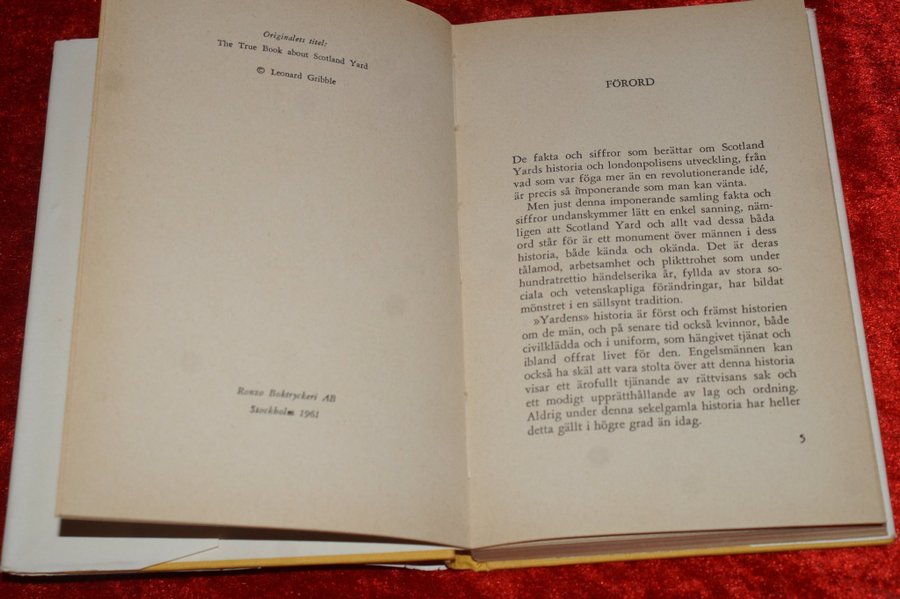 Originalets titel:
The True Book about Scotland Yard
© Leonard Gribble
Ronzo Boktryckeri AB
Stockholm 1961
FÖRORD
De fakta och siffror som berättar om Scotland
Yards historia och londonpolisens utveckling, från
vad som var föga mer än en revolutionerande idé,
är precis så imponerande som man kan vänta.
Men just denna imponerande samling fakta och
siffror undanskymmer lätt en enkel sanning, näm-
ligen att Scotland Yard och allt vad dessa båda
ord står för är ett monument över männen i dess
historia, både kända och okända. Det är deras
tålamod, arbetsamhet och plikttrohet som under
hundratrettio händelserika år, fyllda av stora so-
ciala och vetenskapliga förändringar, har bildat
mönstret i en sällsynt tradition.
»Yardens» historia är först och främst historien
om de män, och på senare tid också kvinnor, både
civilklädda och i uniform, som hängivet tjänat och
ibland offrat livet för den. Engelsmännen kan
också ha skäl att vara stolta över att denna historia
visar ett ärofullt tjänande av rättvisans sak och
ett modigt upprätthållande av lag och ordning.
Aldrig under denna sekelgamla historia har heller
detta gällt i högre grad än idag.
5